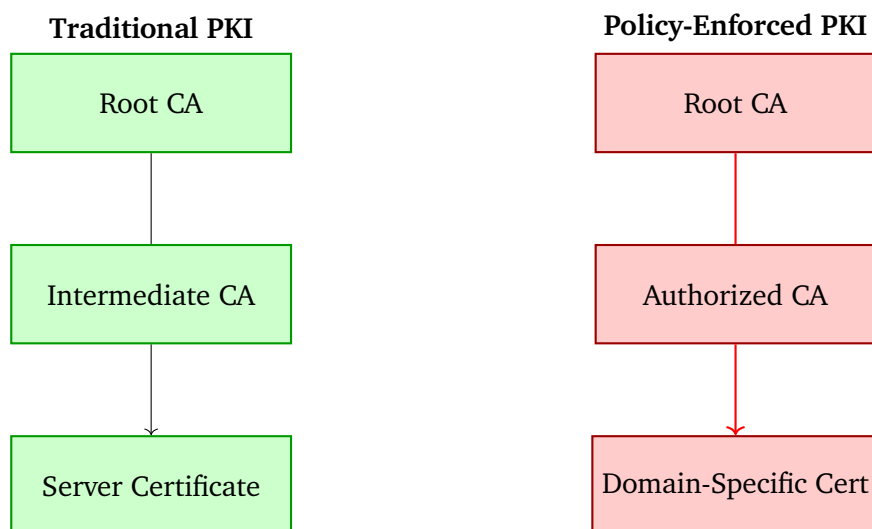 Traditional PKI
Policy-Enforced PKI
Root CA
Root CA
Intermediate CA
Authorized CA
Server Certificate
Domain-Specific Cert